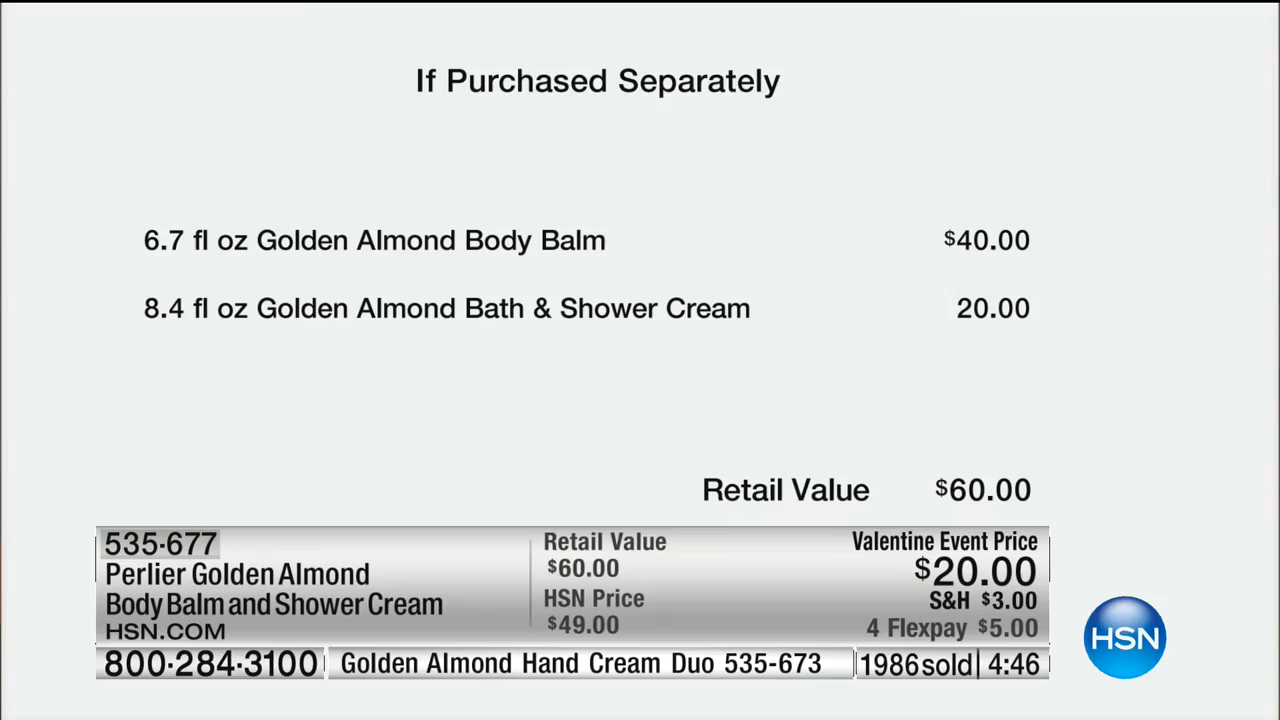 If Purchased Separately
6.7 fl oz Golden Almond Body Balm $40.00
8.4 fl oz Golden Almond Bath & Shower Cream 20.00
Retail Value $60.00
535-677
Perlier Golden Almond
Body Balm and Shower Cream
HSN.COM
Retail Value
$60.00
HSN Price
$49.00
Valentine Event Price
$20.00
S&H $3.00
4 Flexpay $5.00
HSN
800-284-3100 Golden Almond Hand Cream Duo 535-673 1986 sold 4:46